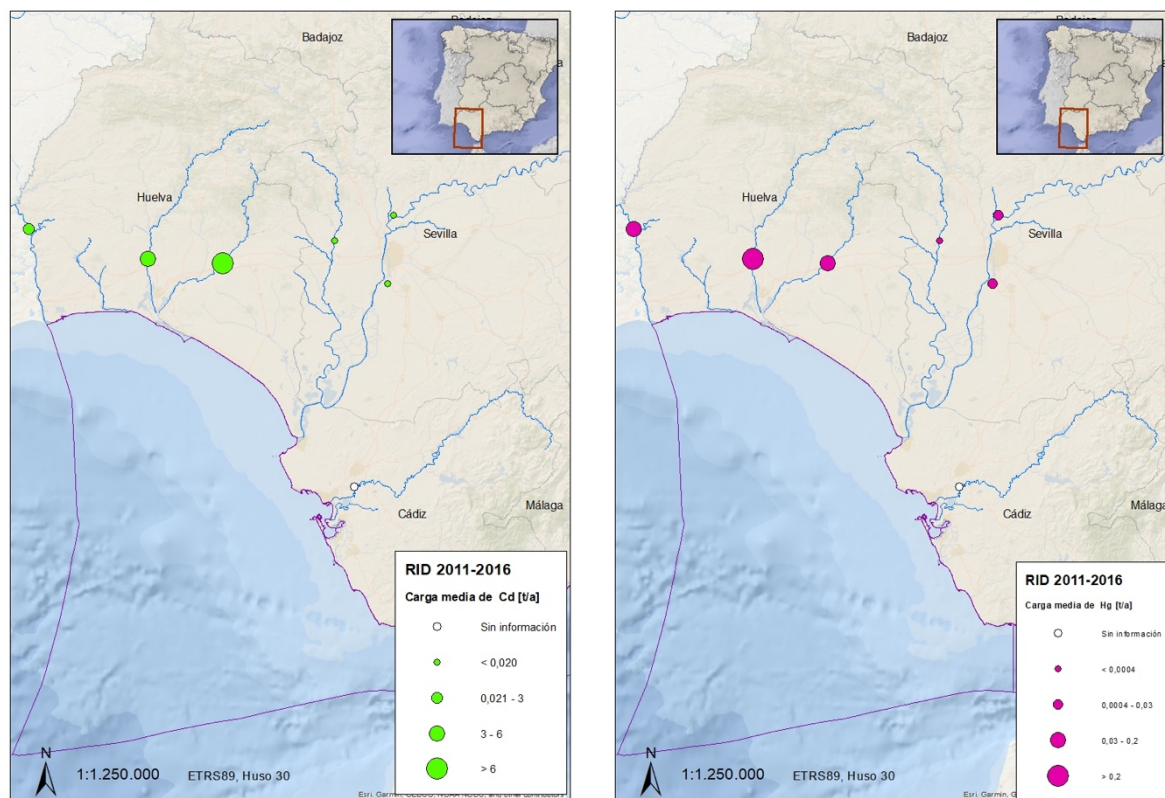 Badajoz
Huelva
Sevilla
Málaga
Cádiz
RID 2011-2016
Carga media de Cd [t/a]
Sin información
< 0,020
0,021 - 3
3 - 6
> 6
N
1:1.250.000
ETRS89, Huso 30
Badajoz
Huelva
Sevilla
Málaga
Cádiz
RID 2011-2016
Carga media de Hg [t/a]
Sin información
< 0,0004
0,0004 - 0,03
0,03 - 0,2
> 0,2
N
1:1.250.000
ETRS89, Huso 30
Esri, Garmin, G